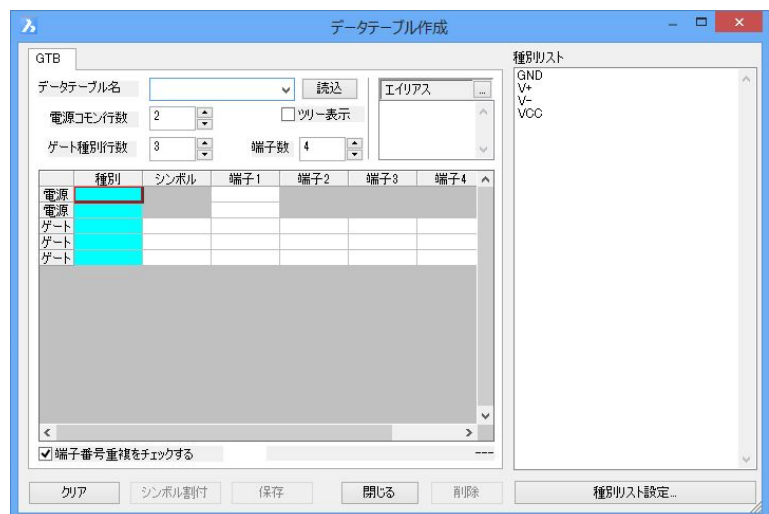 データテーブル作成
GTB
種別リスト
データテーブル名
読込
エイリアス
...
電源コモン行数 2
ツリー表示
ゲート種別行数 3
端子数 4
種別 シンボル 端子1 端子2 端子3 端子4
電源
電源
ゲート
ゲート
ゲート
GND
V+
V-
VCC
端子番号重複をチェックする
---
クリア
シンボル割付
保存
閉じる
削除
種別リスト設定...